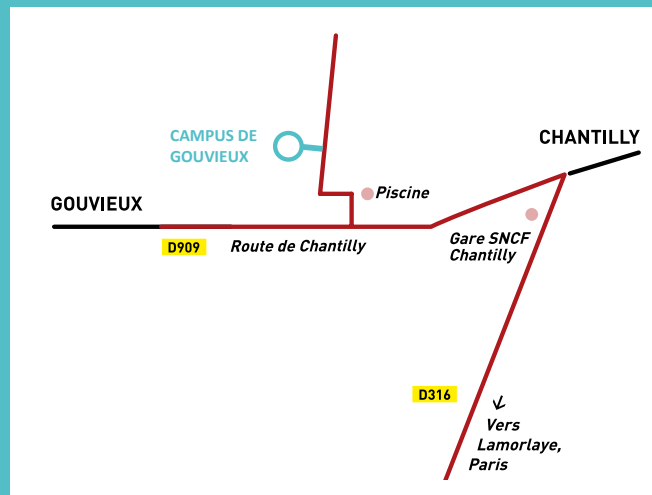 CAMPUS DE
GOUVIEUX
CHANTILLY
Piscine
GOUVIEUX
D909
Route de Chantilly
Gare SNCF
Chantilly
D316
Vers
Lamorlaye,
Paris